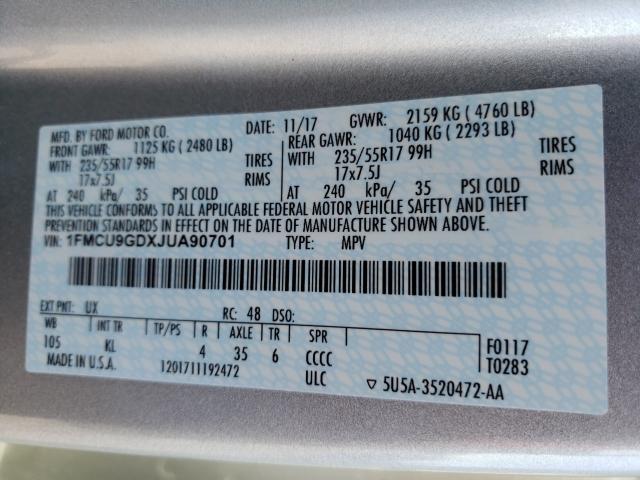 MFD. BY FORD MOTOR CO. DATE: 11/17 GVWR: 2159 KG ( 4760 LB)
FRONT GAWR: 1125 KG ( 2480 LB) REAR GAWR: 1040 KG ( 2293 LB)
WITH 235/55R17 99H TIRES WITH 235/55R17 99H TIRES
17x7.5J RIMS 17x7.5J RIMS
AT 240 kPa/ 35 PSI COLD AT 240 kPa/ 35 PSI COLD
THIS VEHICLE CONFORMS TO ALL APPLICABLE FEDERAL MOTOR VEHICLE SAFETY AND THEFT
PREVENTION STANDARDS IN EFFECT ON THE DATE OF MANUFACTURE SHOWN ABOVE.
VIN: 1FMCU9GDXJUA90701 TYPE: MPV
EXT PNT: UX RC: 48 DSO:
WB INT TR TP/PS R AXLE TR SPR
105 KL 4 35 6 CCCC F0117
MADE IN U.S.A. 1201711192472 ULC T0283
▽ 5U5A-3520472-AA